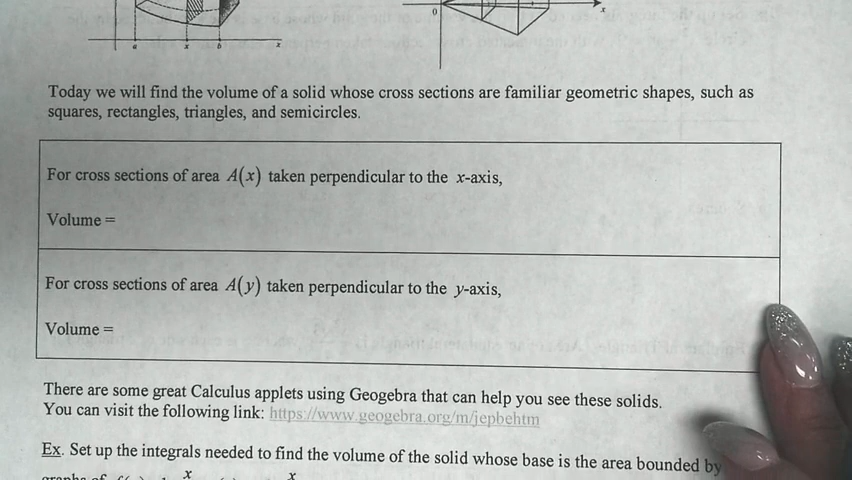 a x b x
0 x
Today we will find the volume of a solid whose cross sections are familiar geometric shapes, such as
squares, rectangles, triangles, and semicircles.
For cross sections of area A(x) taken perpendicular to the x-axis,
Volume =
For cross sections of area A(y) taken perpendicular to the y-axis,
Volume =
There are some great Calculus applets using Geogebra that can help you see these solids.
You can visit the following link: https://www.geogebra.org/m/jepbehtm
Ex. Set up the integrals needed to find the volume of the solid whose base is the area bounded by
x x